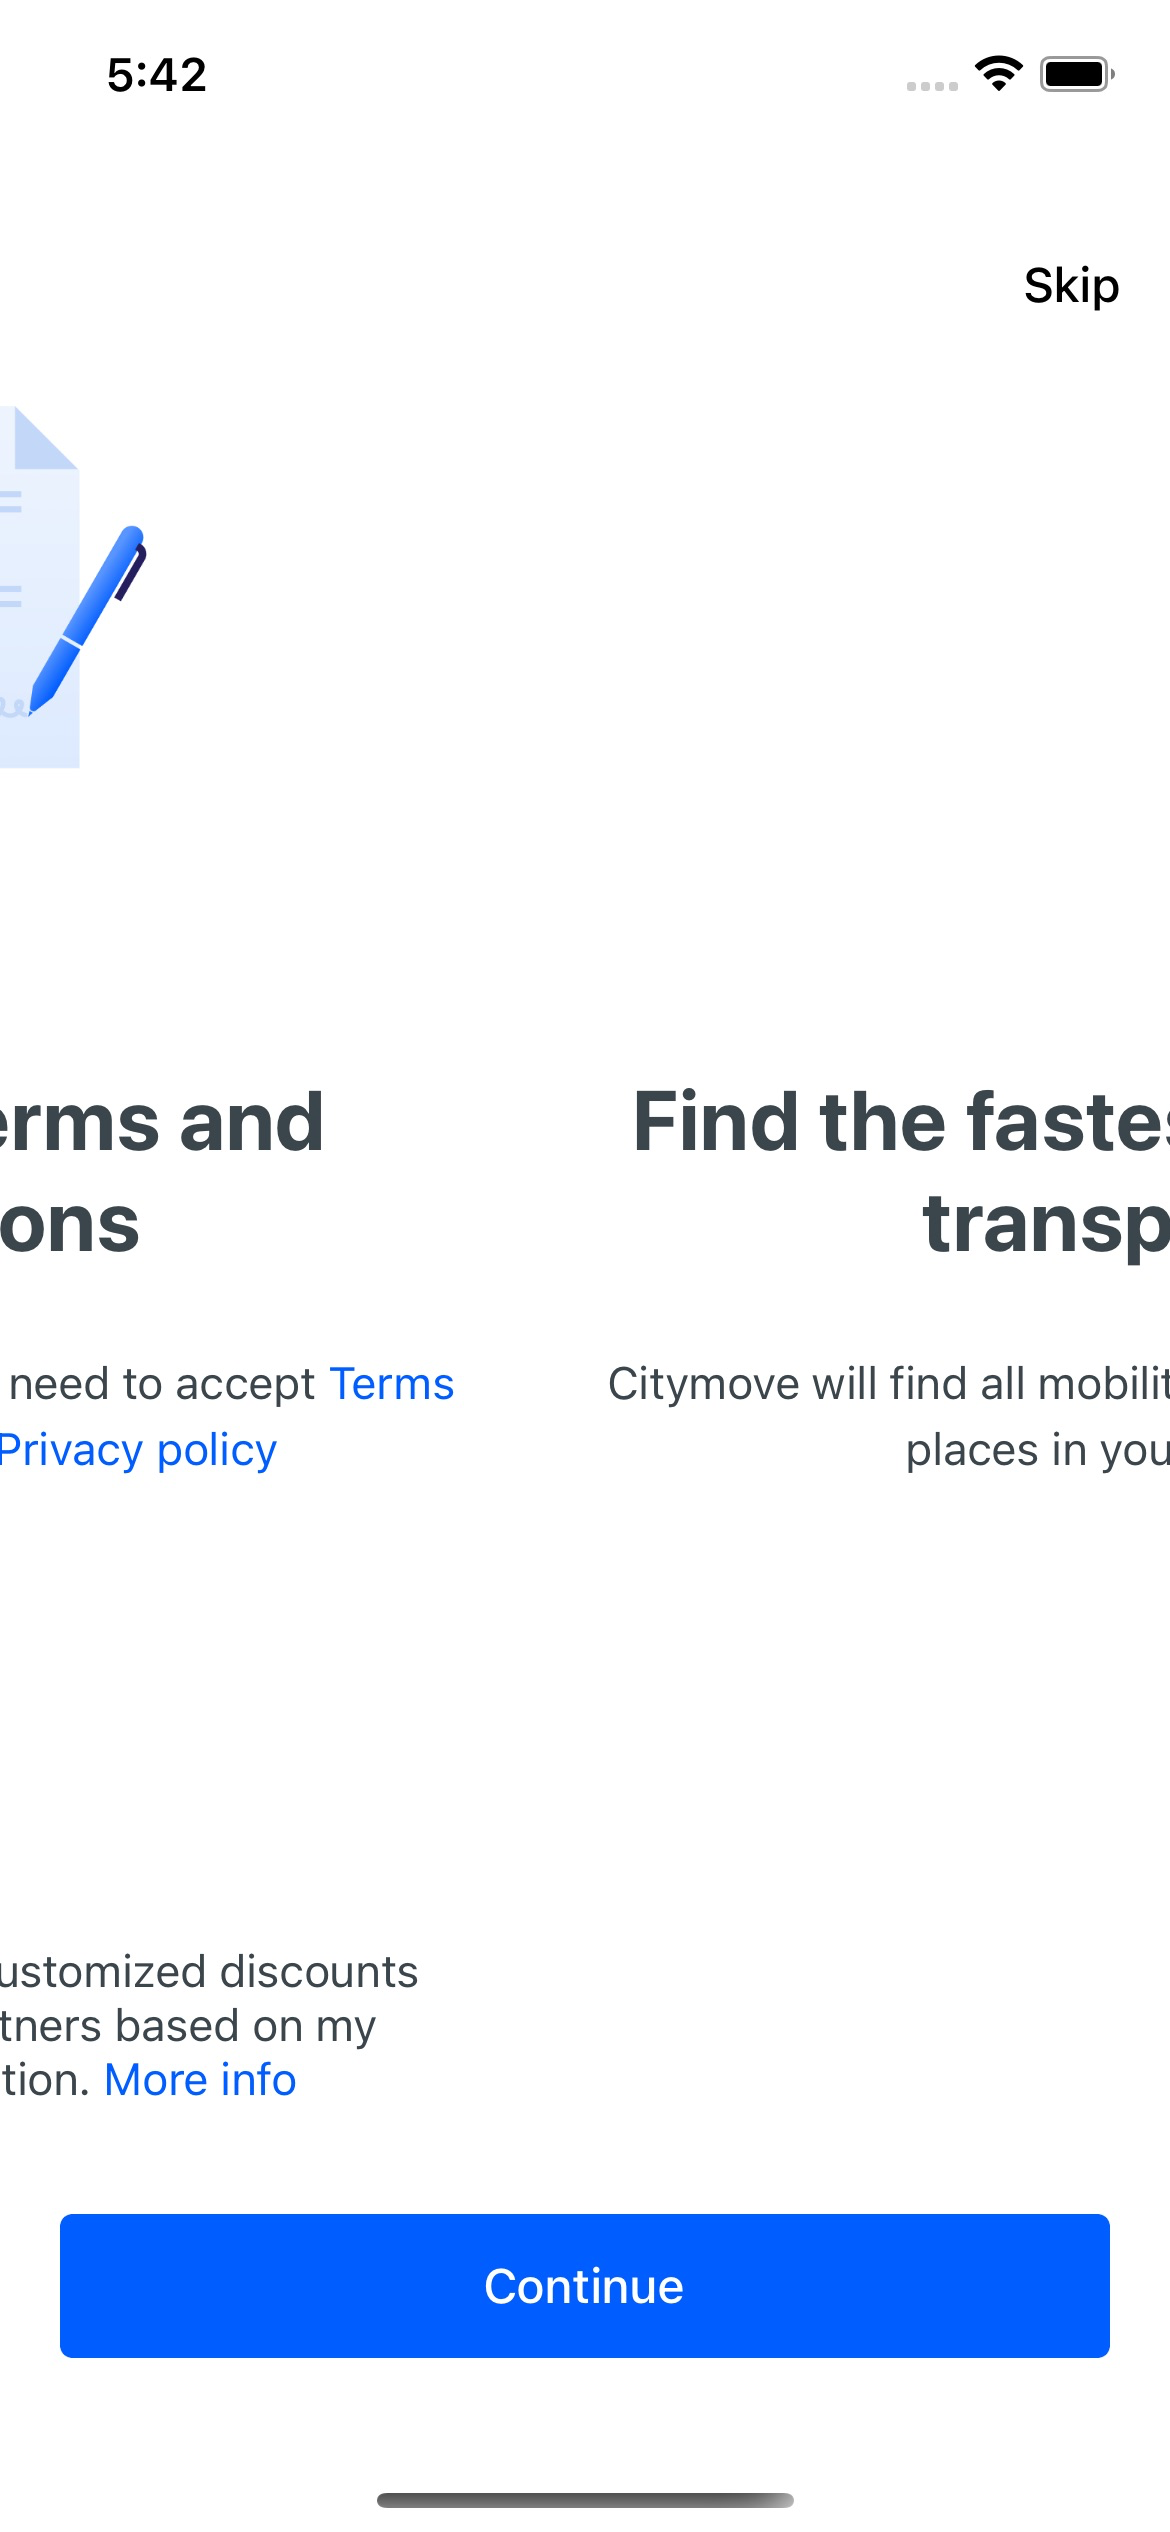 5:42
Skip
erms and
ons
need to accept Terms
Privacy policy
Find the fastes
transp
Citymove will find all mobilit
places in you
ustomized discounts
tners based on my
tion. More info
Continue